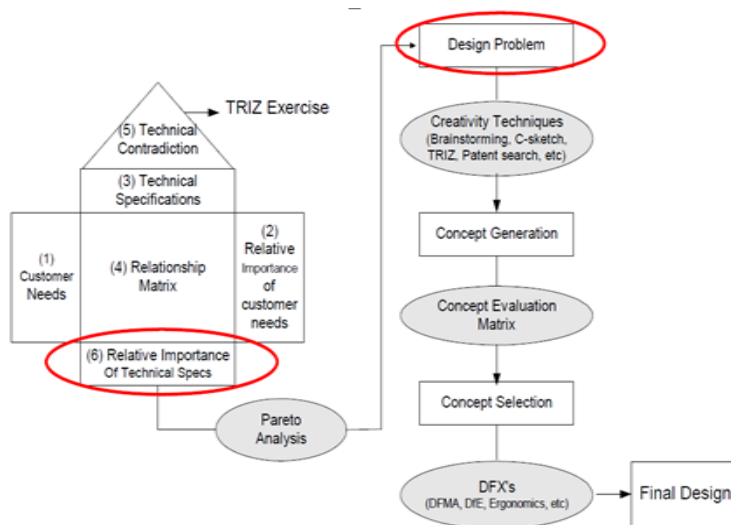 Design Problem
TRIZ Exercise
(5) Technical
Contradiction
Creativity Techniques
(Brainstorming, C-sketch,
TRIZ, Patent search, etc)
(3) Technical
Specifications
(1)
Customer
Needs
(4) Relationship
Matrix
(2)
Relative
Importance
of
customer
needs
Concept Generation
Concept Evaluation
Matrix
(6) Relative Importance
Of Technical Specs
Pareto
Analysis
Concept Selection
DFX's
(DFMA, DfE, Ergonomics, etc)
Final Design